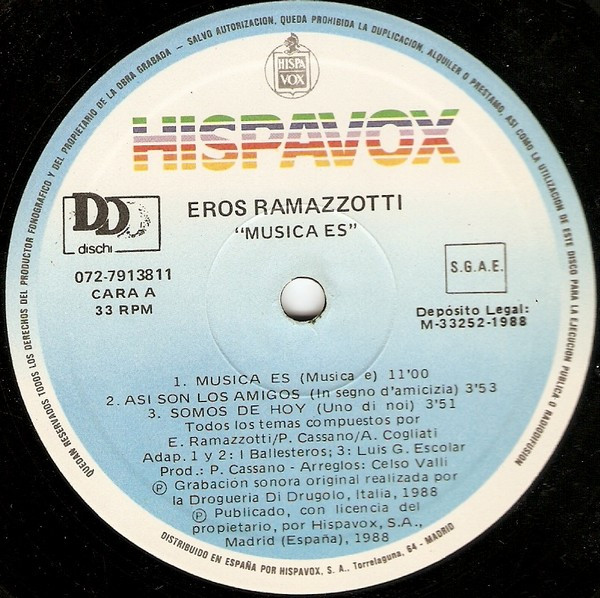 QUEDAN RESERVADOS TODOS LOS DERECHOS DEL PRODUCTOR FONOGRAFICO Y DEL PROPIETARIO DE LA OBRA GRABADA — SALVO AUTORIZACION, QUEDA PROHIBIDA LA DUPLICACION, ALQUILER O PRESTAMO, ASI COMO LA UTILIZACION DE ESTE DISCO PARA LA EJECUCION PUBLICA O RADIODIFUSION
HISPA
VOX
HISPAVOX
DD
dischi
EROS RAMAZZOTTI
"MUSICA ES"
072-7913811
CARA A
33 RPM
S.G.A.E.
Depósito Legal:
M-33252-1988
1. MUSICA ES (Musica e) 11'00
2. ASI SON LOS AMIGOS (In segno d'amicizia) 3'53
3. SOMOS DE HOY (Uno di noi) 3'51
Todos los temas compuestos por
E. Ramazzotti/P. Cassano/A. Cogliati
Adap. 1 y 2: I Ballesteros; 3: Luis G. Escolar
Prod.: P. Cassano - Arreglos: Celso Valli
Ⓟ Grabación sonora original realizada por
la Drogueria Di Drugolo, Italia, 1988
Ⓟ Publicado, con licencia del
propietario, por Hispavox, S.A.,
Madrid (España), 1988
DISTRIBUIDO EN ESPAÑA POR HISPAVOX, S. A.. Torrelaguna, 64 - MADRID